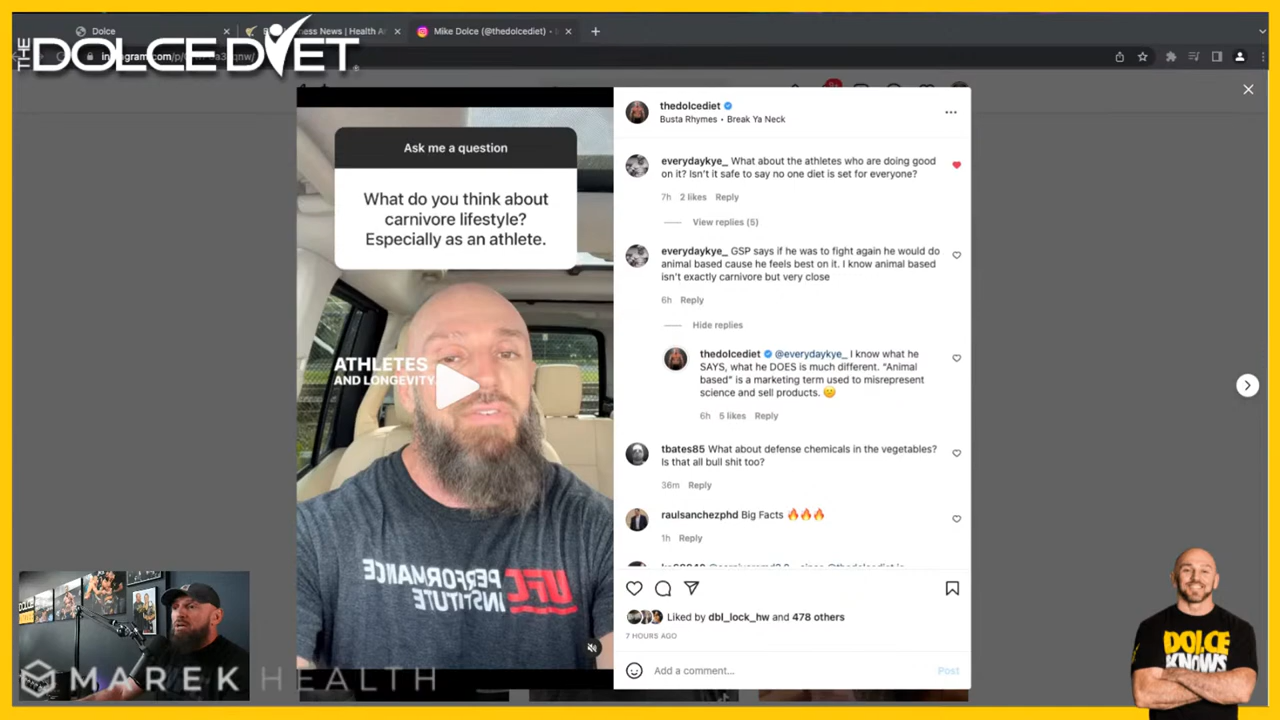 THE DOLCE DIET
Dolce
ness News | Health A
Mike Dolce (@thedolcediet) •
instagram.com/p/
thedolcediet
Busta Rhymes • Break Ya Neck
Ask me a question
What do you think about
carnivore lifestyle?
Especially as an athlete.
ATHLETES
AND LONGEVITY
UFC PERFORMANCE
INSTITUTE
everydaykye_ What about the athletes who are doing good
on it? Isn't it safe to say no one diet is set for everyone?
7h 2 likes Reply
View replies (5)
everydaykye_ GSP says if he was to fight again he would do
animal based cause he feels best on it. I know animal based
isn't exactly carnivore but very close
6h Reply
Hide replies
thedolcediet @everydaykye_ I know what he
SAYS, what he DOES is much different. "Animal
based" is a marketing term used to misrepresent
science and sell products. 🙂
6h 5 likes Reply
tbates85 What about defense chemicals in the vegetables?
Is that all bull shit too?
36m Reply
raulsanchezphd Big Facts 🔥🔥🔥
1h Reply
Liked by dbl_lock_hw and 478 others
7 HOURS AGO
Add a comment...
Post
MAREK HEALTH
DOLCE
KNOWS